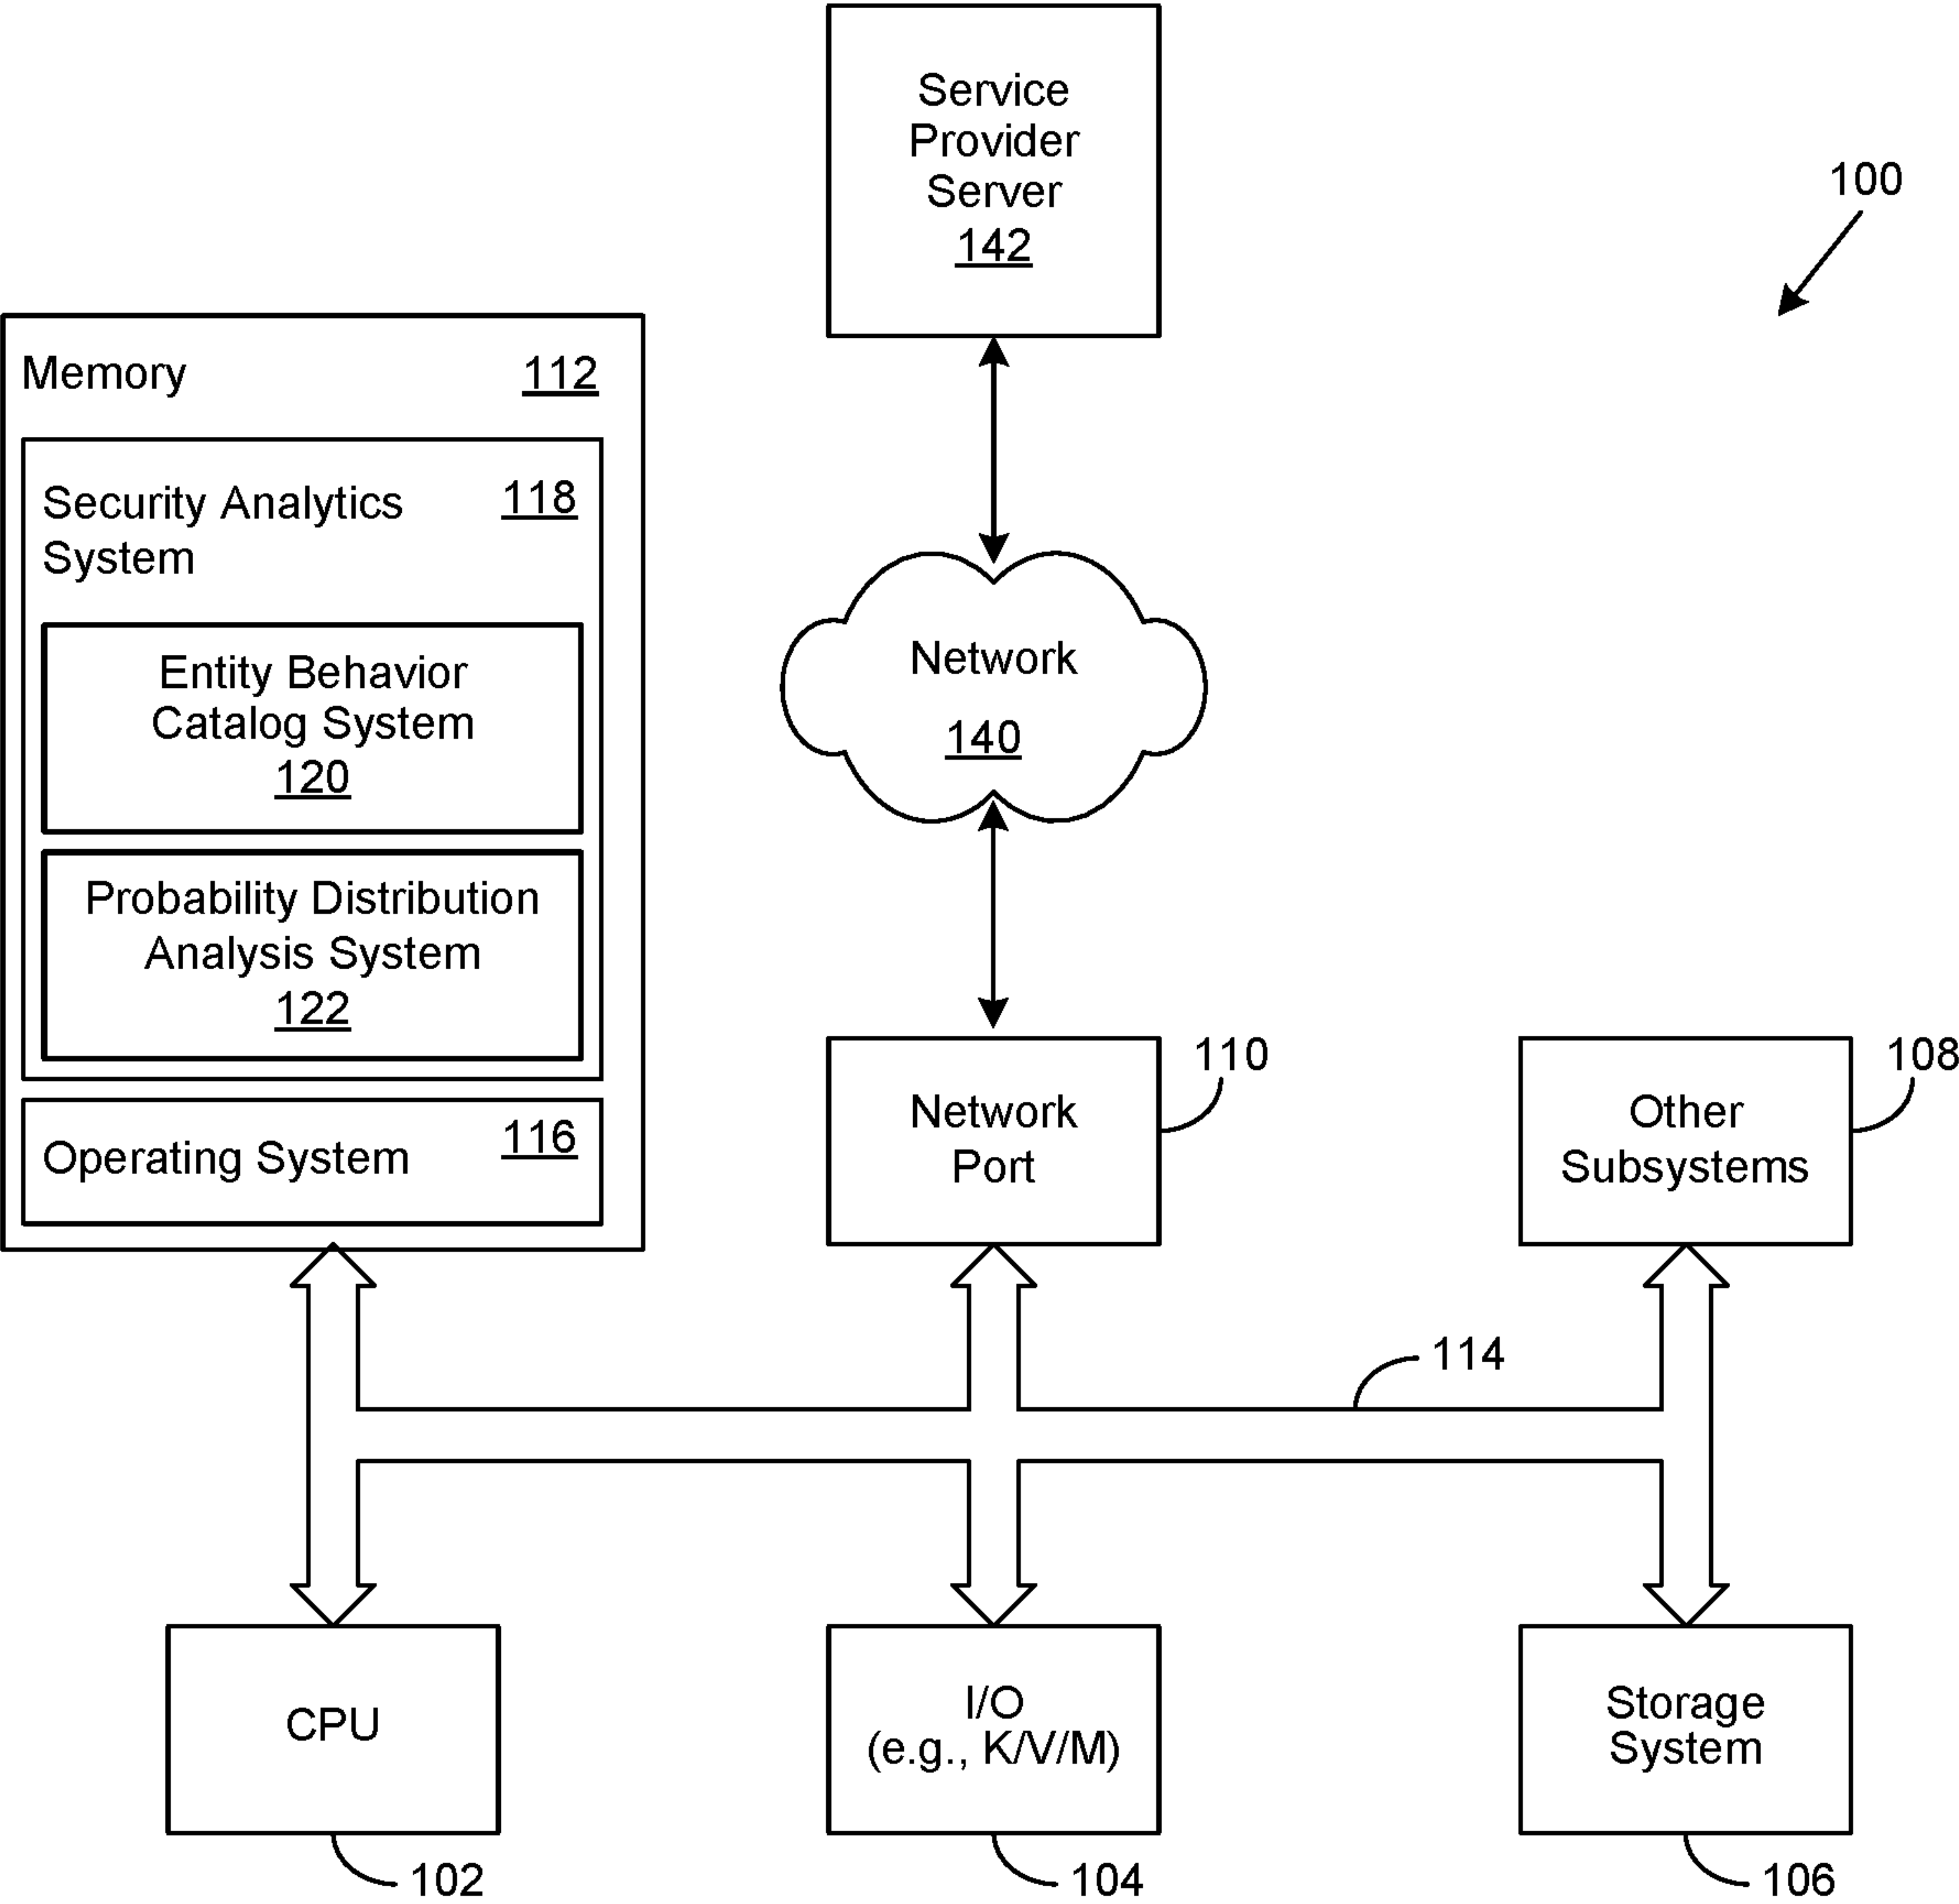 Service
Provider
Server
142
100
Memory 112
Security Analytics 118
System
Entity Behavior
Catalog System
120
Probability Distribution
Analysis System
122
Operating System 116
Network
140
Network
Port
110
Other
Subsystems
108
114
CPU
102
I/O
(e.g., K/V/M)
104
Storage
System
106